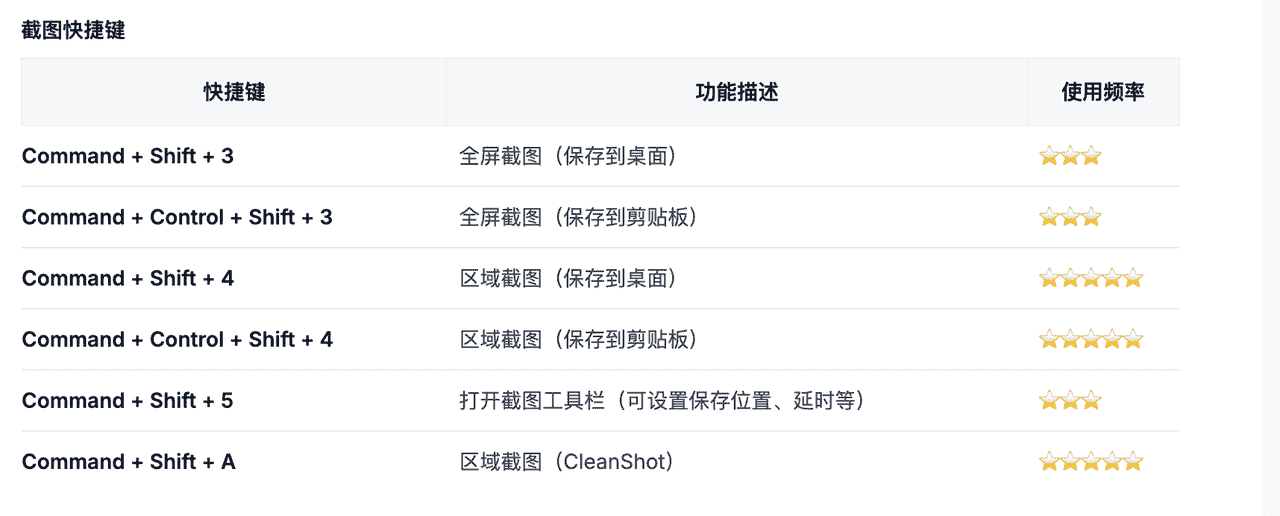 截图快捷键
快捷键 功能描述 使用频率
Command + Shift + 3 全屏截图（保存到桌面） ⭐⭐⭐
Command + Control + Shift + 3 全屏截图（保存到剪贴板） ⭐⭐⭐
Command + Shift + 4 区域截图（保存到桌面） ⭐⭐⭐⭐⭐
Command + Control + Shift + 4 区域截图（保存到剪贴板） ⭐⭐⭐⭐⭐
Command + Shift + 5 打开截图工具栏（可设置保存位置、延时等） ⭐⭐⭐
Command + Shift + A 区域截图（CleanShot） ⭐⭐⭐⭐⭐